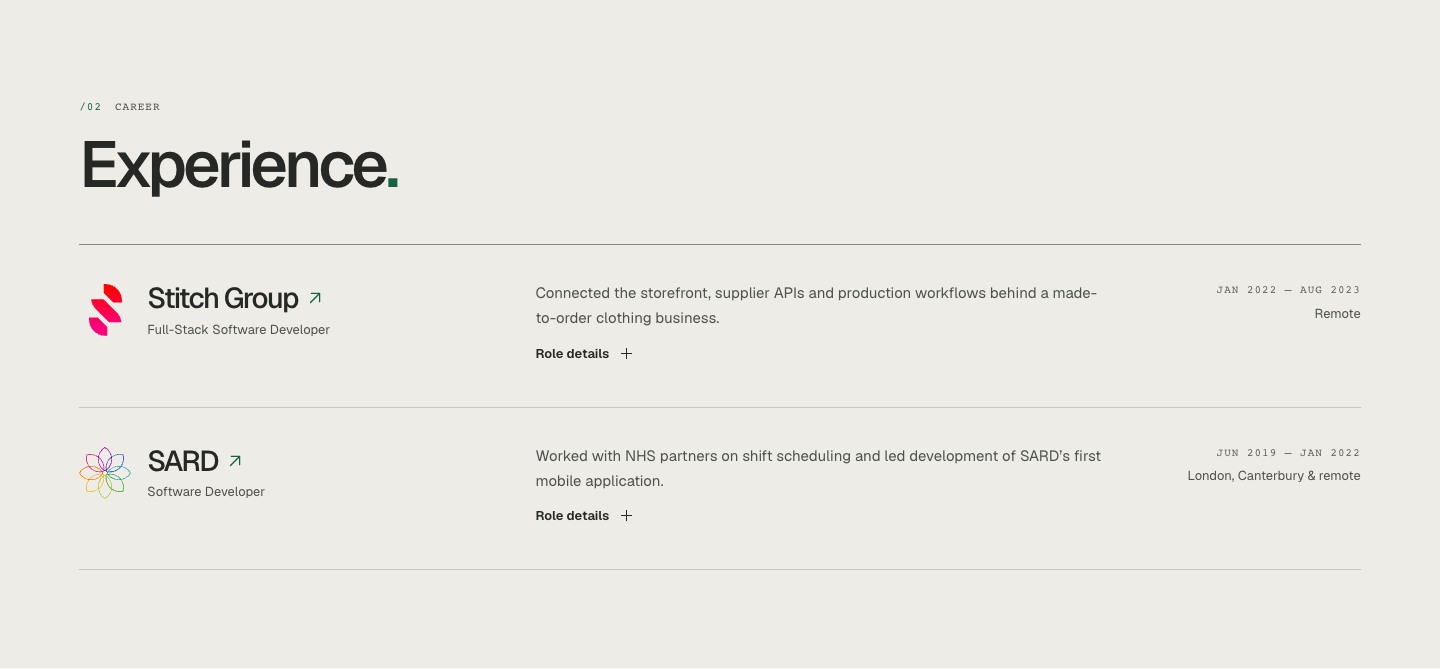 /02 CAREER
Experience.
Stitch Group
Full-Stack Software Developer
Connected the storefront, supplier APIs and production workflows behind a made-
to-order clothing business.
Role details
JAN 2022 — AUG 2023
Remote
SARD
Software Developer
Worked with NHS partners on shift scheduling and led development of SARD’s first
mobile application.
Role details
JUN 2019 — JAN 2022
London, Canterbury & remote